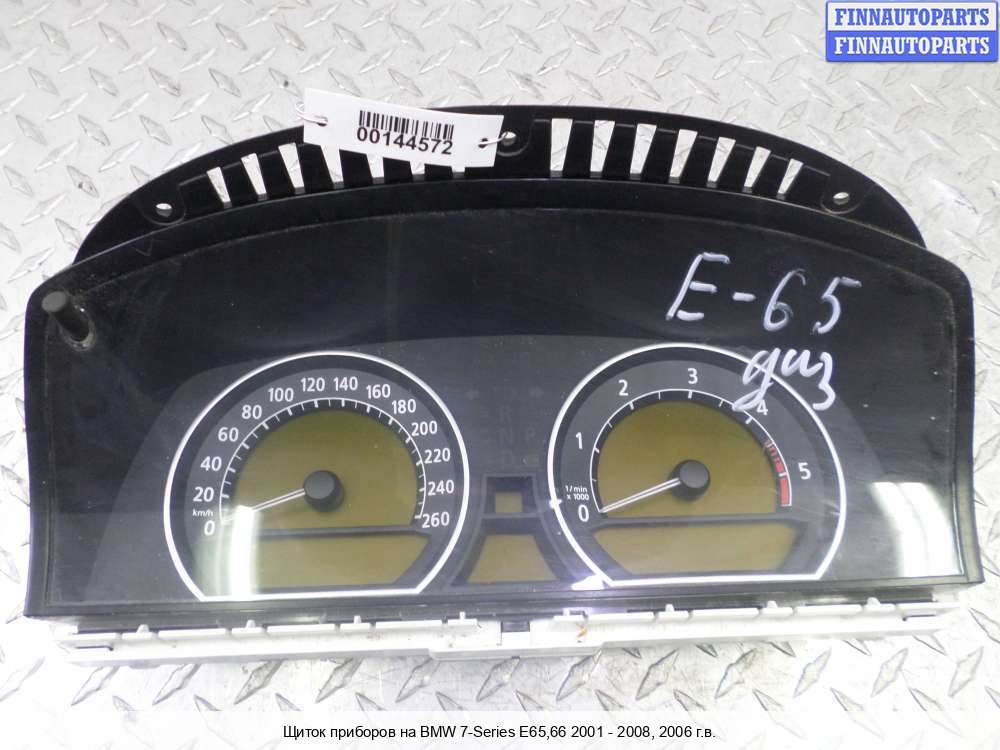 FINNAUTOPARTS
FINNAUTOPARTS
00144572
E-65
диз
0 20 40 60 80 100 120 140 160 180 200 220 240 260
km/h
0 1 2 3 4 5
1/min
x 1000
R
N P
Щиток приборов на BMW 7-Series E65,66 2001 - 2008, 2006 г.в.